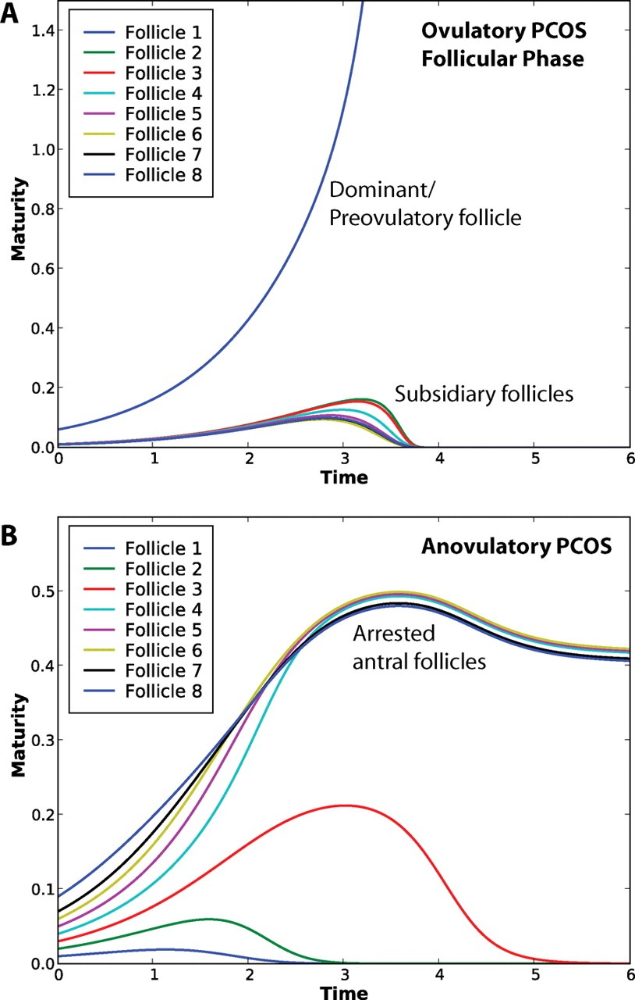 A
Ovulatory PCOS
Follicular Phase
Follicle 1
Follicle 2
Follicle 3
Follicle 4
Follicle 5
Follicle 6
Follicle 7
Follicle 8
Dominant/
Preovulatory follicle
Subsidiary follicles
Maturity
1.4
1.2
1.0
0.8
0.6
0.4
0.2
0.0
0 1 2 3 4 5 6
Time
B
Anovulatory PCOS
Follicle 1
Follicle 2
Follicle 3
Follicle 4
Follicle 5
Follicle 6
Follicle 7
Follicle 8
Arrested
antral follicles
Maturity
0.5
0.4
0.3
0.2
0.1
0.0
0 1 2 3 4 5 6
Time